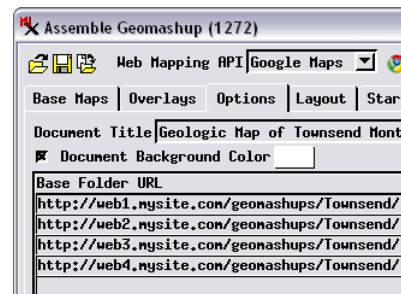 Assemble Geomashup (1272)
Web Mapping API Google Maps
Base Maps Overlays Options Layout Star
Document Title Geologic Map of Townsend Mont
Document Background Color
Base Folder URL
http://web1.mysite.com/geomashups/Townsend/
http://web2.mysite.com/geomashups/Townsend/
http://web3.mysite.com/geomashups/Townsend/
http://web4.mysite.com/geomashups/Townsend/